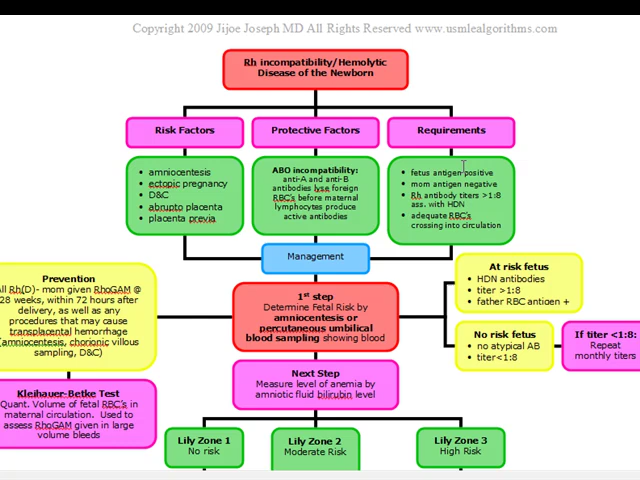 Copyright 2009 Jijoe Joseph MD All Rights Reserved www.usmlealgorithms.com
Rh incompatibility/Hemolytic
Disease of the Newborn
Risk Factors
Protective Factors
Requirements
• amniocentesis
• ectopic pregnancy
• D&C
• abrupto placenta
• placenta previa
ABO incompatibility:
anti-A and anti-B
antibodies lyse foreign
RBC's before maternal
lymphocytes produce
active antibodies
• fetus antigen positive
• mom antigen negative
• Rh antibody titers >1:8
ass. with HDN
• adequate RBC's
crossing into circulation
Management
Prevention
All Rh(D)- mom given RhoGAM @
28 weeks, within 72 hours after
delivery, as well as any
procedures that may cause
transplacental hemorrhage
(amniocentesis, chorionic villous
sampling, D&C)
1st step
Determine Fetal Risk by
amniocentesis or
percutaneous umbilical
blood sampling showing blood
At risk fetus
• HDN antibodies
• titer >1:8
• father RBC antigen +
No risk fetus
• no atypical AB
• titer<1:8
If titer <1:8:
Repeat
monthly titers
Kleihauer-Betke Test
Quant. Volume of fetal RBC's in
maternal circulation. Used to
assess RhoGAM given in large
volume bleeds
Next Step
Measure level of anemia by
amniotic fluid bilirubin level
Lily Zone 1
No risk
Lily Zone 2
Moderate Risk
Lily Zone 3
High Risk